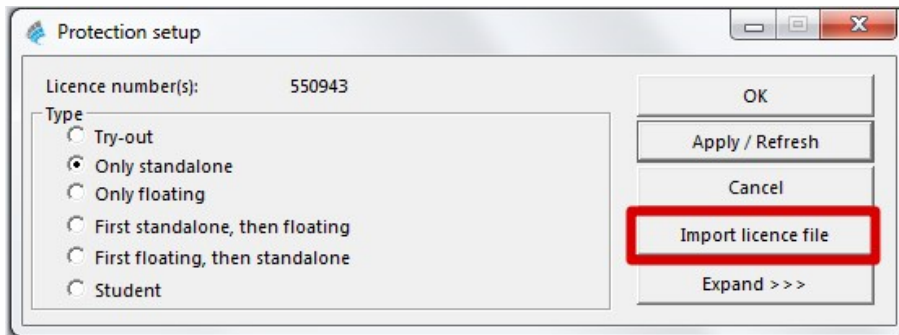 Protection setup
Licence number(s): 550943
Type
Try-out
Only standalone
Only floating
First standalone, then floating
First floating, then standalone
Student
OK
Apply / Refresh
Cancel
Import licence file
Expand >>>